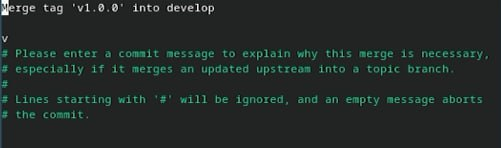 Merge tag 'v1.0.0' into develop
v
# Please enter a commit message to explain why this merge is necessary,
# especially if it merges an updated upstream into a topic branch.
#
# Lines starting with '#' will be ignored, and an empty message aborts
# the commit.